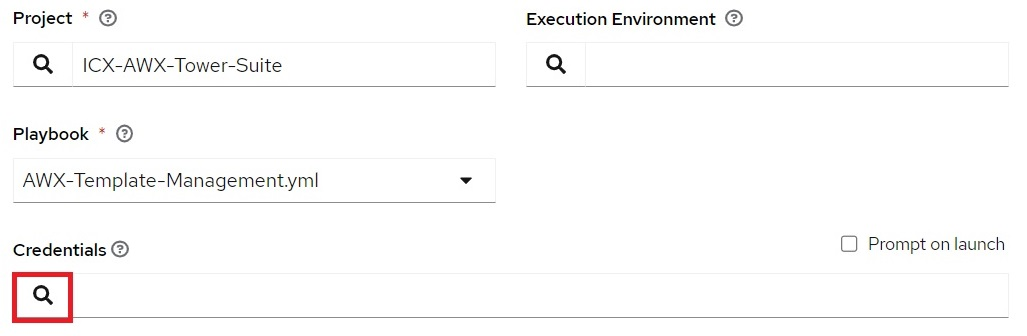 Project *
Execution Environment
ICX-AWX-Tower-Suite
Playbook *
AWX-Template-Management.yml
Credentials
Prompt on launch